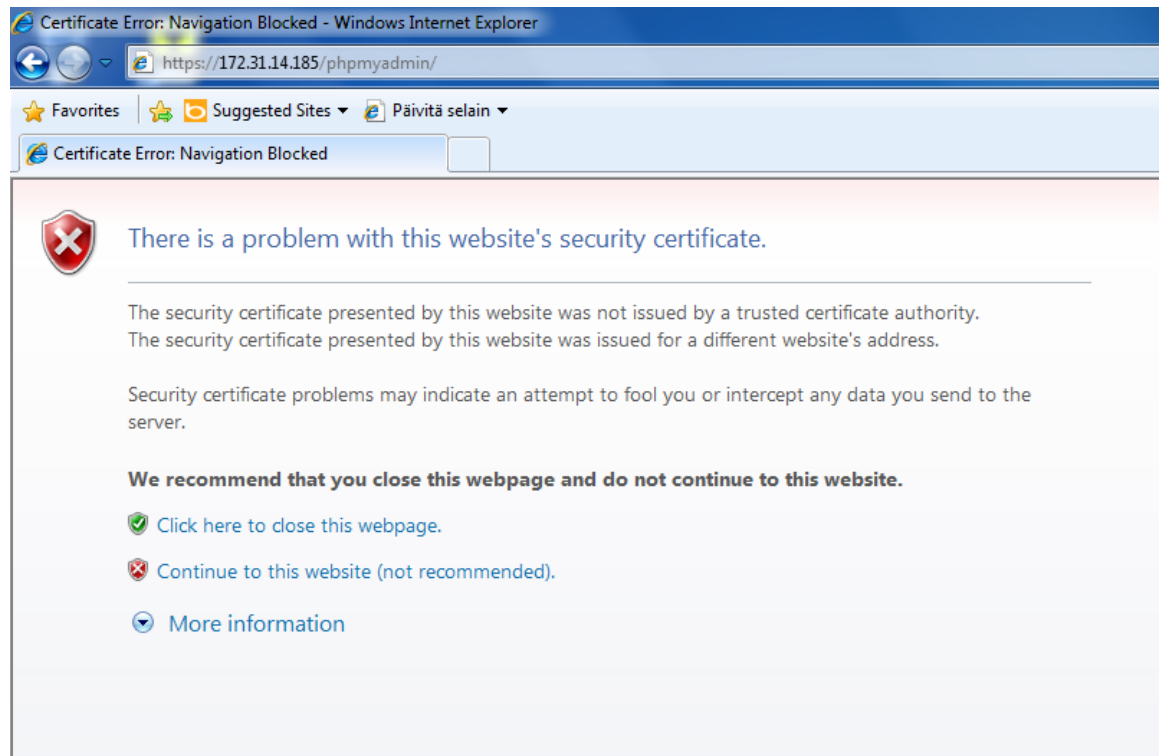 Certificate Error: Navigation Blocked - Windows Internet Explorer
https://172.31.14.185/phpmyadmin/
Favorites Suggested Sites Päivitä selain
Certificate Error: Navigation Blocked
There is a problem with this website's security certificate.
The security certificate presented by this website was not issued by a trusted certificate authority.
The security certificate presented by this website was issued for a different website's address.
Security certificate problems may indicate an attempt to fool you or intercept any data you send to the
server.
We recommend that you close this webpage and do not continue to this website.
Click here to close this webpage.
Continue to this website (not recommended).
More information